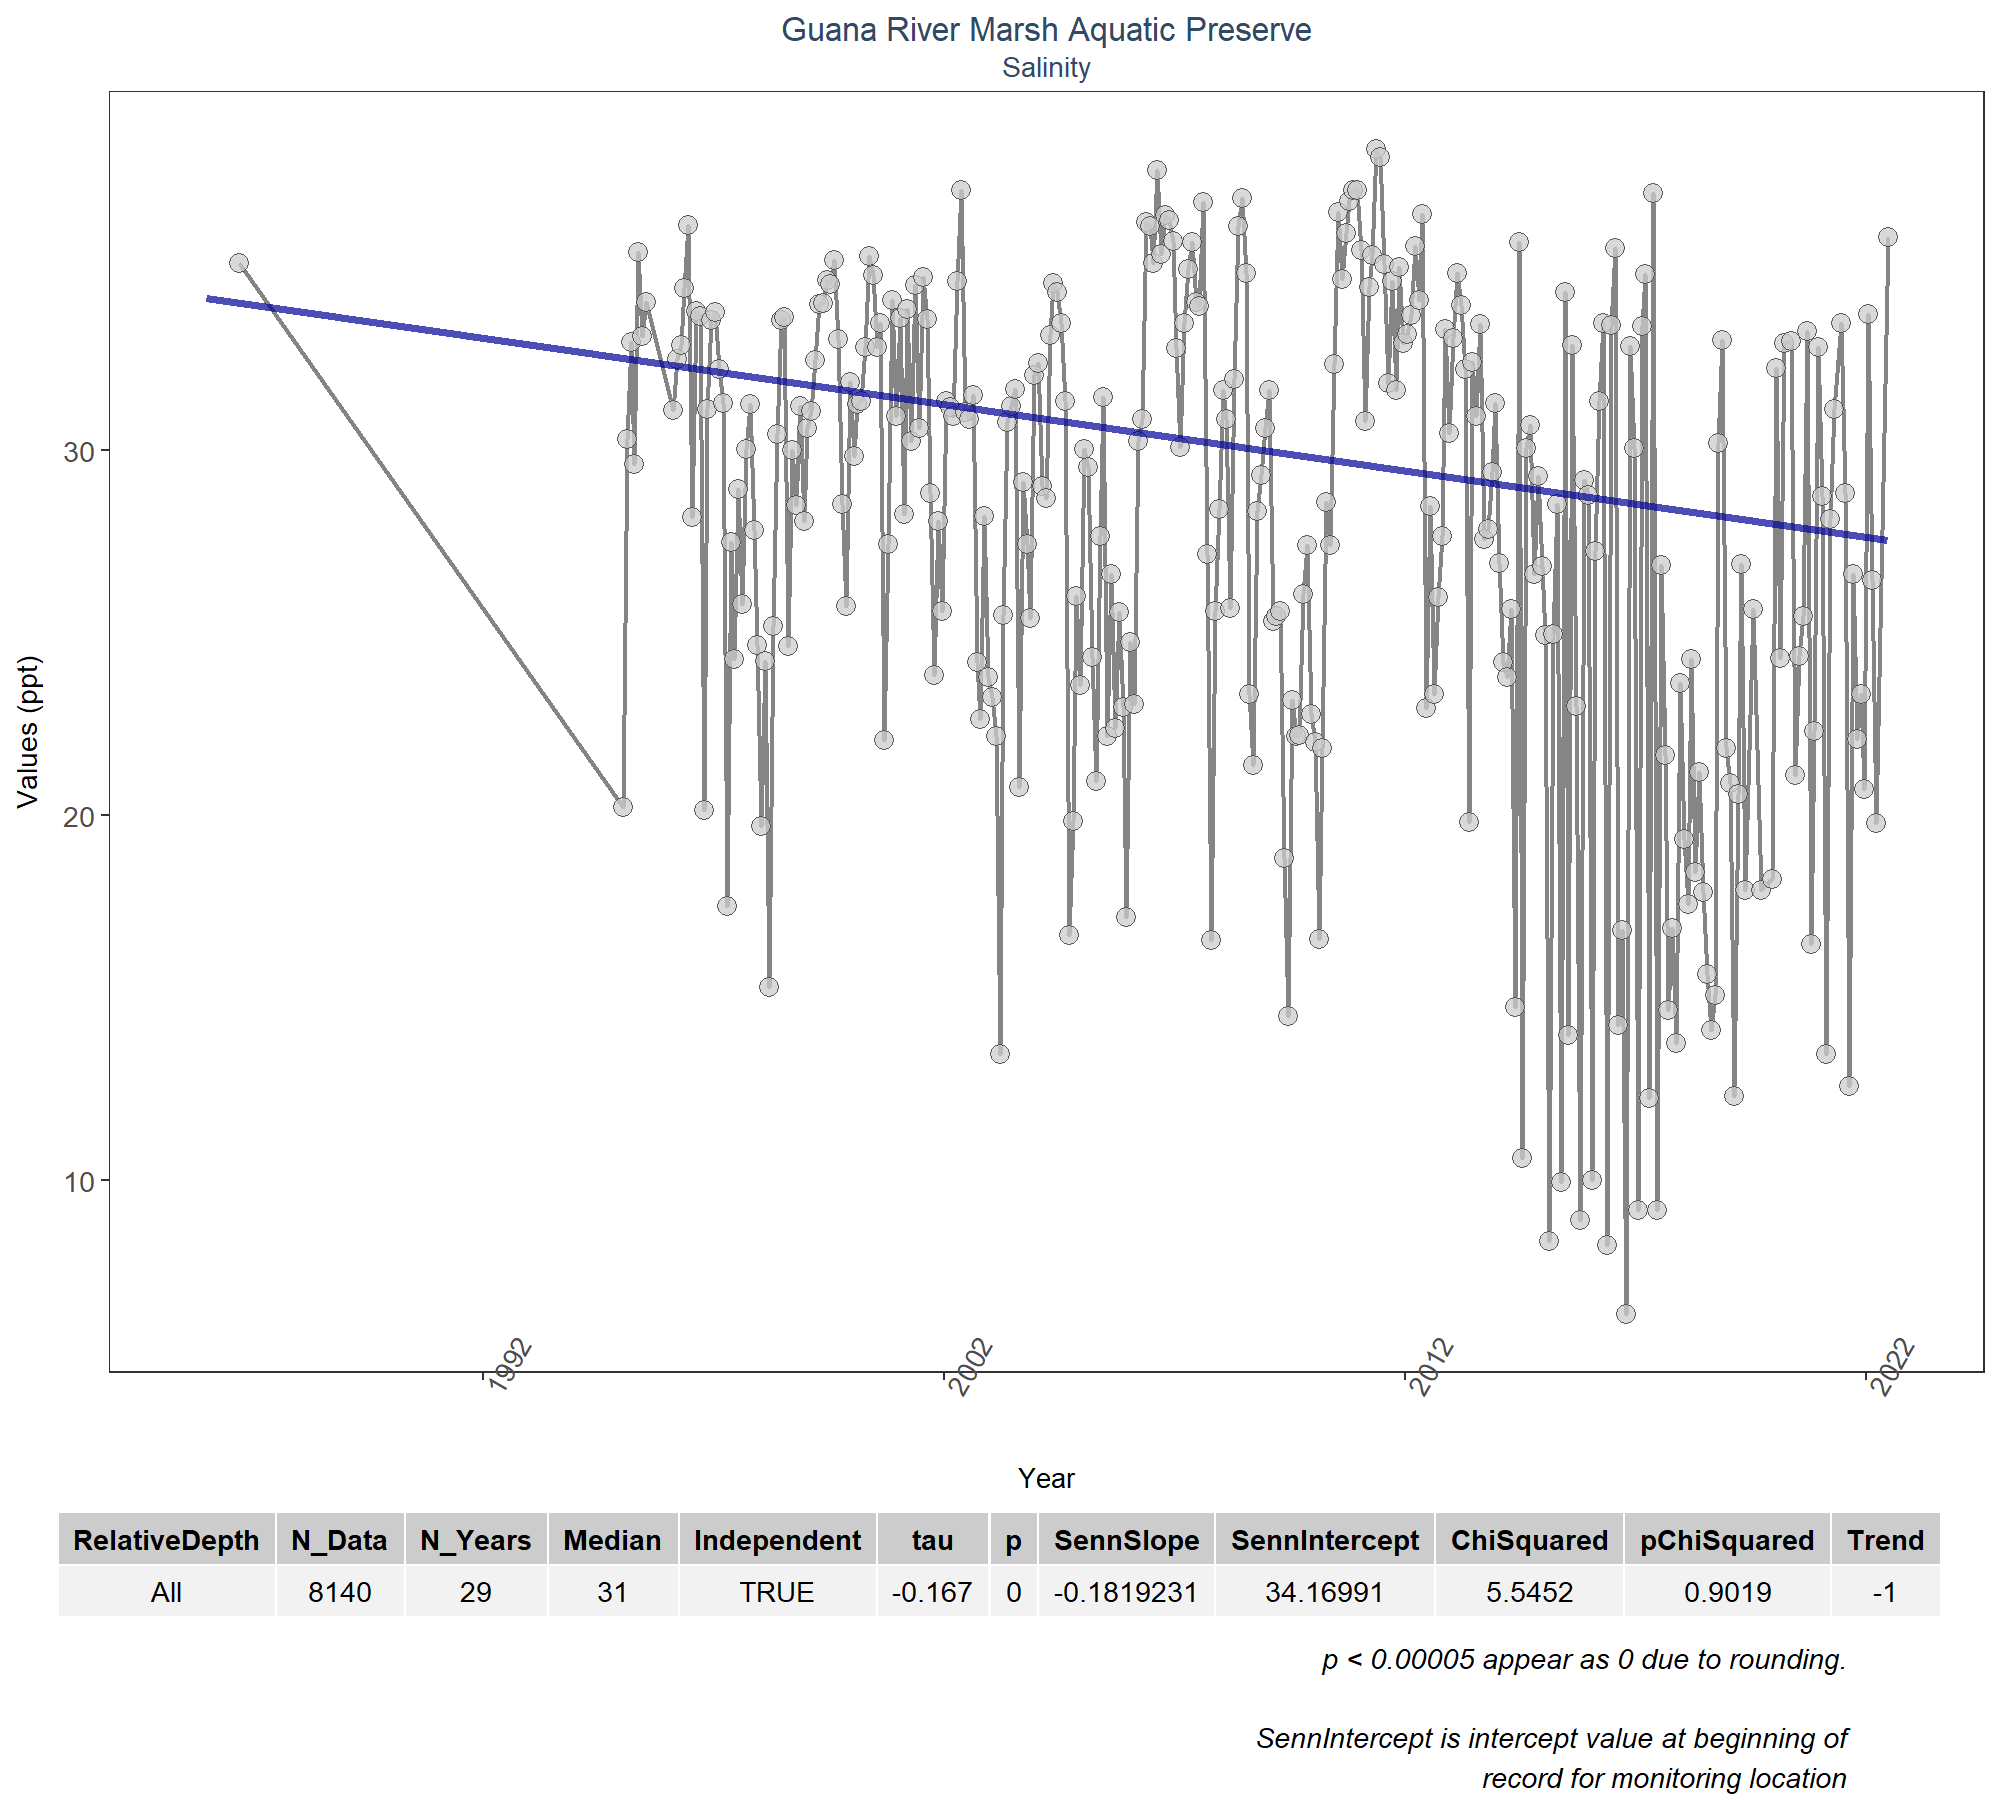 Guana River Marsh Aquatic Preserve
Salinity
Values (ppt)
30
20
10
1992
2002
2012
2022
Year
RelativeDepth N_Data N_Years Median Independent tau p SennSlope SennIntercept ChiSquared pChiSquared Trend
All 8140 29 31 TRUE -0.167 0 -0.1819231 34.16991 5.5452 0.9019 -1
p < 0.00005 appear as 0 due to rounding.
SennIntercept is intercept value at beginning of
record for monitoring location